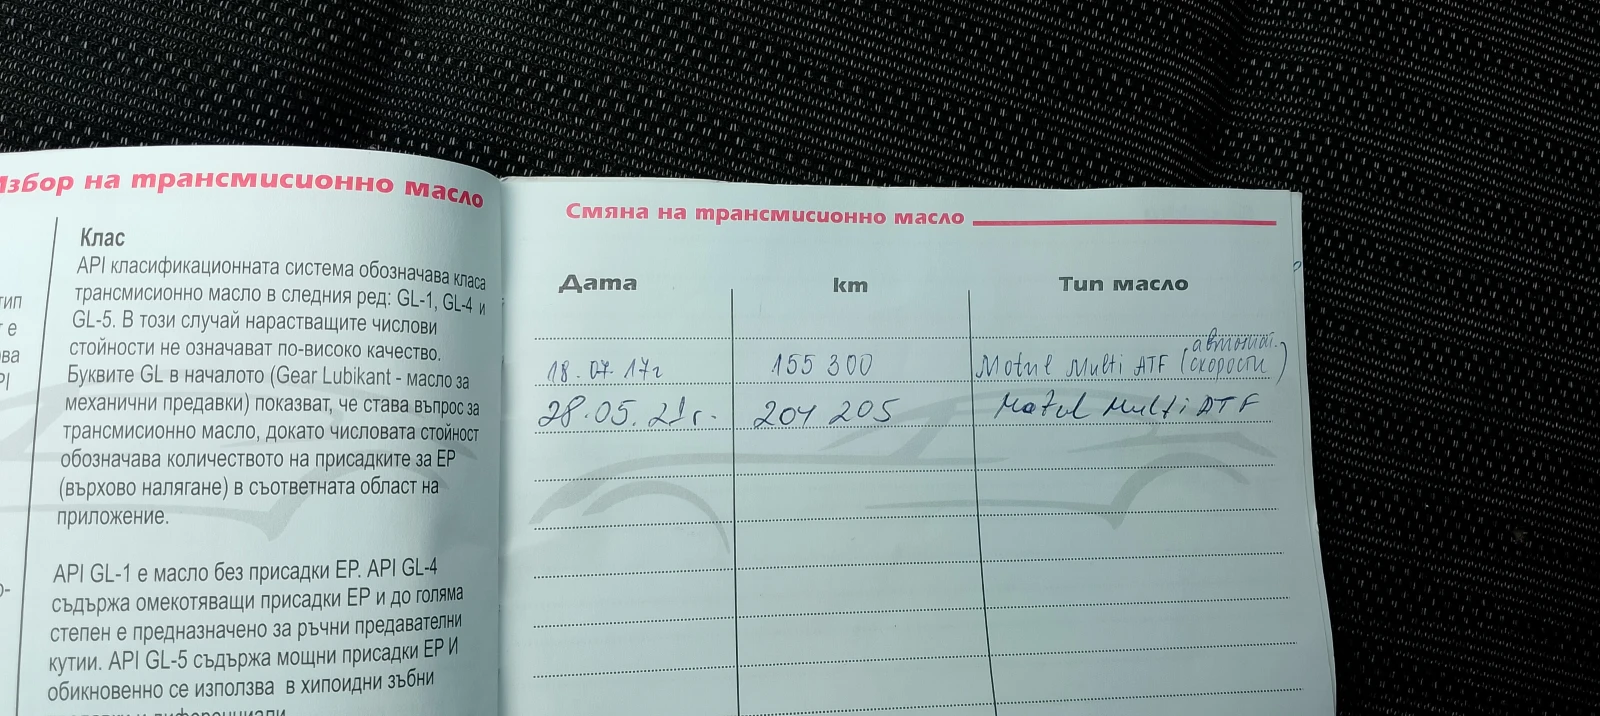 Избор на трансмисионно масло
Клас
API класификационната система обозначава класа
трансмисионно масло в следния ред: GL-1, GL-4 и
GL-5. В този случай нарастващите числови
стойности не означават по-високо качество.
Буквите GL в началото (Gear Lubikant - масло за
механични предавки) показват, че става въпрос за
трансмисионно масло, докато числовата стойност
обозначава количеството на присадките за EP
(върхово налягане) в съответната област на
приложение.
API GL-1 е масло без присадки EP. API GL-4
съдържа омекотяващи присадки EP и до голяма
степен е предназначено за ръчни предавателни
кутии. API GL-5 съдържа мощни присадки EP И
обикновенно се използва в хипоидни зъбни
Смяна на трансмисионно масло
Дата km Тип масло
18.07.17г 155 300 Motul Multi ATF (автомат. скорости)
28.05.21г. 201 205 Motul Multi ATF